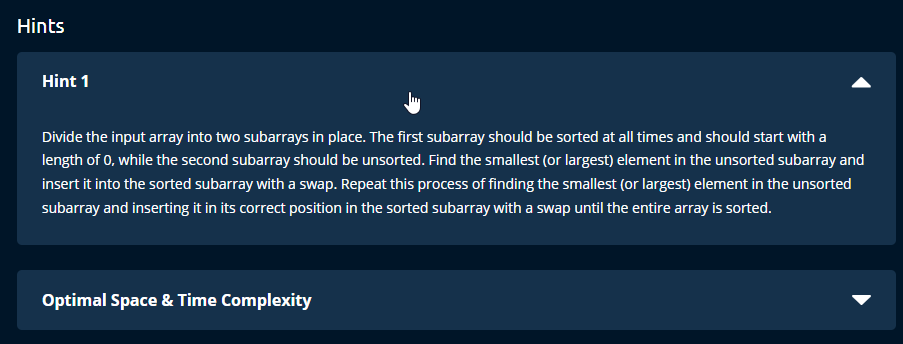 Hints
Hint 1
Divide the input array into two subarrays in place. The first subarray should be sorted at all times and should start with a
length of 0, while the second subarray should be unsorted. Find the smallest (or largest) element in the unsorted subarray and
insert it into the sorted subarray with a swap. Repeat this process of finding the smallest (or largest) element in the unsorted
subarray and inserting it in its correct position in the sorted subarray with a swap until the entire array is sorted.
Optimal Space & Time Complexity